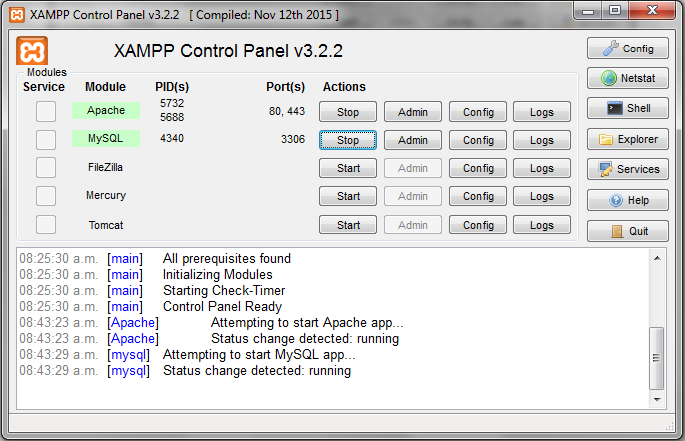 XAMPP Control Panel v3.2.2 [ Compiled: Nov 12th 2015 ]
XAMPP Control Panel v3.2.2
Config
Modules
Service Module PID(s) Port(s) Actions
Netstat
Apache 5732 5688 80, 443 Stop Admin Config Logs
Shell
MySQL 4340 3306 Stop Admin Config Logs
Explorer
FileZilla Start Admin Config Logs
Services
Mercury Start Admin Config Logs
Help
Tomcat Start Admin Config Logs
Quit
08:25:30 a.m. [main] All prerequisites found
08:25:30 a.m. [main] Initializing Modules
08:25:30 a.m. [main] Starting Check-Timer
08:25:30 a.m. [main] Control Panel Ready
08:43:23 a.m. [Apache] Attempting to start Apache app...
08:43:23 a.m. [Apache] Status change detected: running
08:43:29 a.m. [mysql] Attempting to start MySQL app...
08:43:29 a.m. [mysql] Status change detected: running